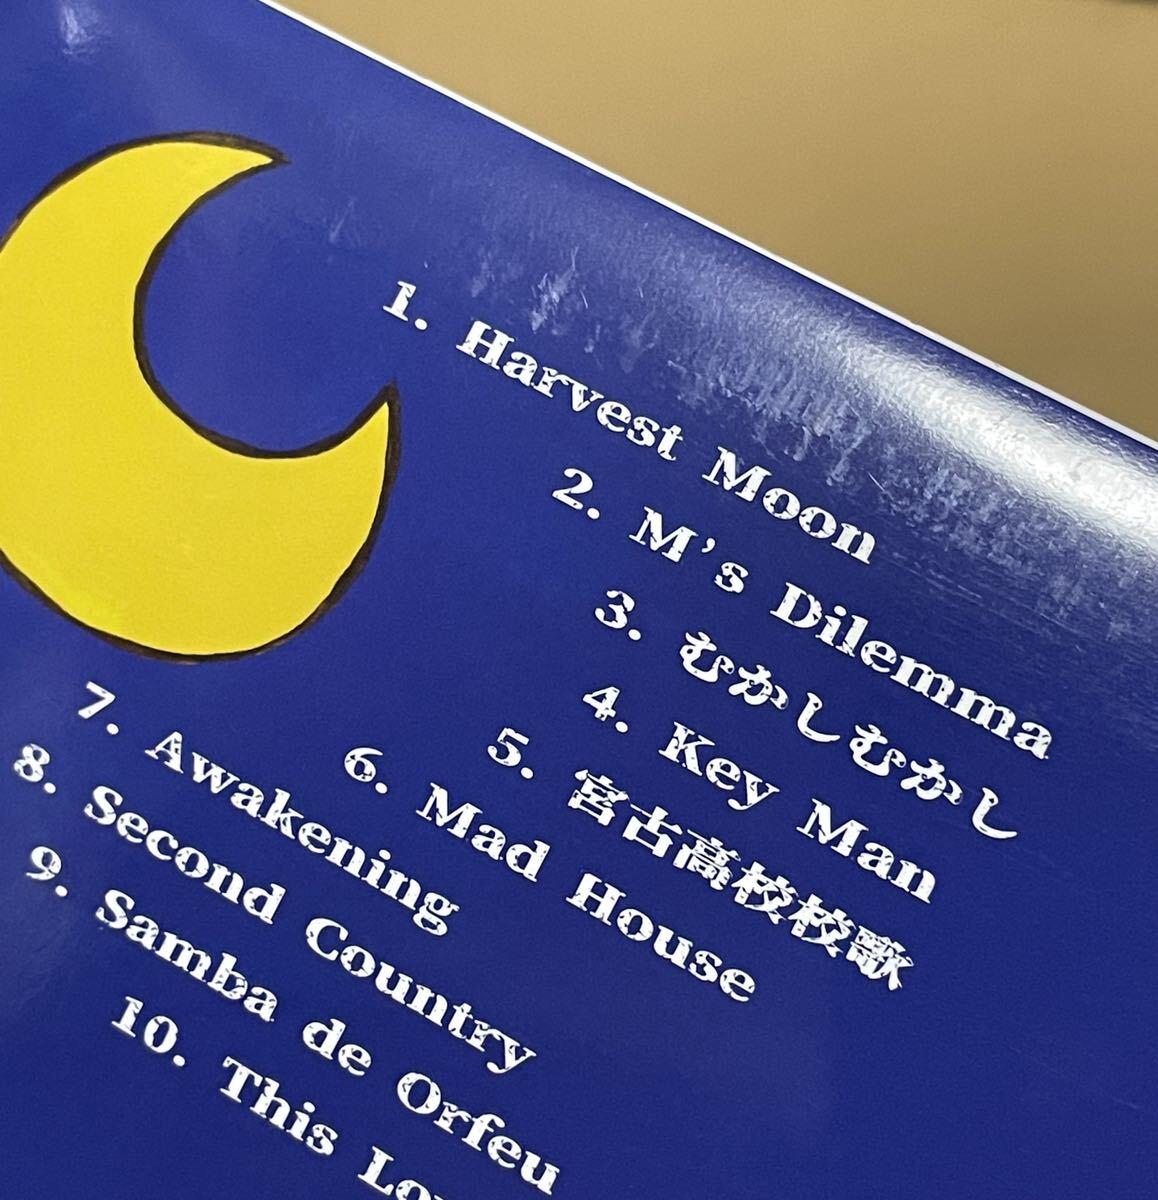 1. Harvest Moon
2. M's Dilemma
3. むかしむかし
4. Key Man
5. 宮古高校校歌
6. Mad House
7. Awakening
8. Second Country
9. Samba de Orfeu
10. This